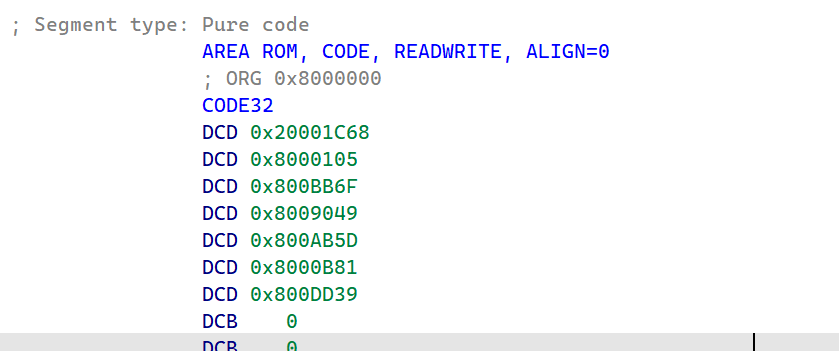 ; Segment type: Pure code
AREA ROM, CODE, READWRITE, ALIGN=0
; ORG 0x8000000
CODE32
DCD 0x20001C68
DCD 0x8000105
DCD 0x800BB6F
DCD 0x8009049
DCD 0x800AB5D
DCD 0x8000B81
DCD 0x800DD39
DCB 0
DCB 0